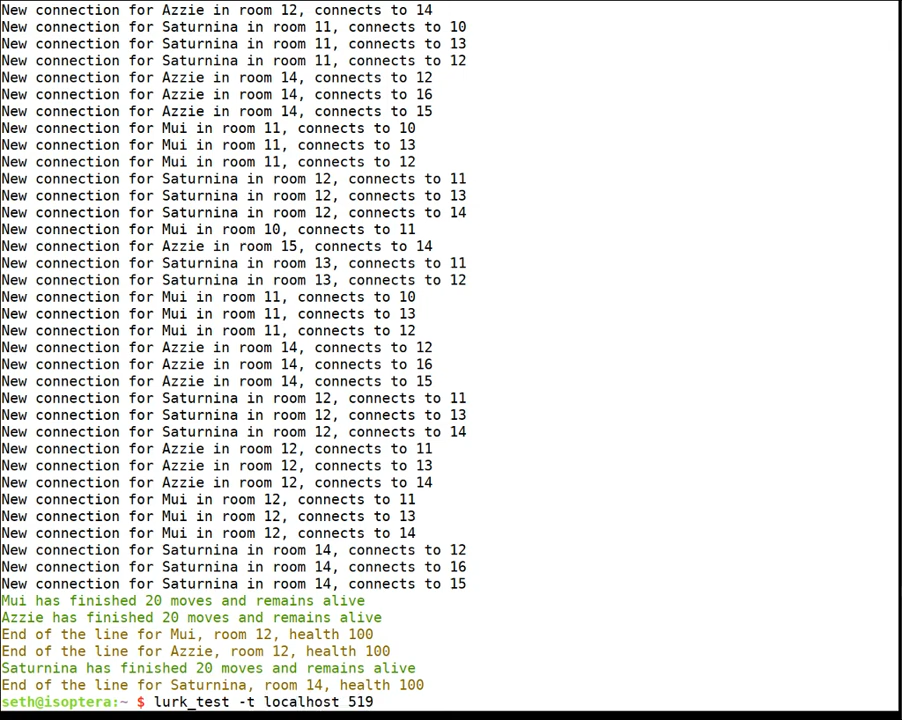 New connection for Azzie in room 12, connects to 14
New connection for Saturnina in room 11, connects to 10
New connection for Saturnina in room 11, connects to 13
New connection for Saturnina in room 11, connects to 12
New connection for Azzie in room 14, connects to 12
New connection for Azzie in room 14, connects to 16
New connection for Azzie in room 14, connects to 15
New connection for Mui in room 11, connects to 10
New connection for Mui in room 11, connects to 13
New connection for Mui in room 11, connects to 12
New connection for Saturnina in room 12, connects to 11
New connection for Saturnina in room 12, connects to 13
New connection for Saturnina in room 12, connects to 14
New connection for Mui in room 10, connects to 11
New connection for Azzie in room 15, connects to 14
New connection for Saturnina in room 13, connects to 11
New connection for Saturnina in room 13, connects to 12
New connection for Mui in room 11, connects to 10
New connection for Mui in room 11, connects to 13
New connection for Mui in room 11, connects to 12
New connection for Azzie in room 14, connects to 12
New connection for Azzie in room 14, connects to 16
New connection for Azzie in room 14, connects to 15
New connection for Saturnina in room 12, connects to 11
New connection for Saturnina in room 12, connects to 13
New connection for Saturnina in room 12, connects to 14
New connection for Azzie in room 12, connects to 11
New connection for Azzie in room 12, connects to 13
New connection for Azzie in room 12, connects to 14
New connection for Mui in room 12, connects to 11
New connection for Mui in room 12, connects to 13
New connection for Mui in room 12, connects to 14
New connection for Saturnina in room 14, connects to 12
New connection for Saturnina in room 14, connects to 16
New connection for Saturnina in room 14, connects to 15
Mui has finished 20 moves and remains alive
Azzie has finished 20 moves and remains alive
End of the line for Mui, room 12, health 100
End of the line for Azzie, room 12, health 100
Saturnina has finished 20 moves and remains alive
End of the line for Saturnina, room 14, health 100
seth@isoptera:~ $ lurk_test -t localhost 519